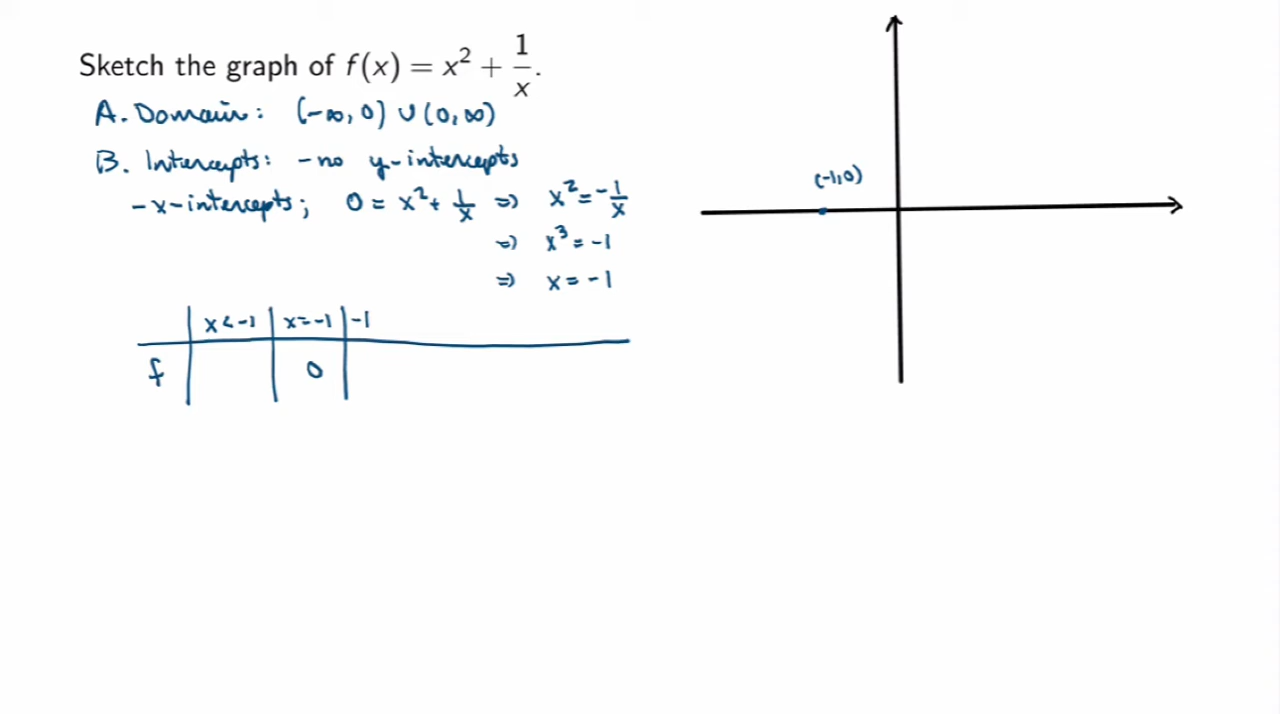 Sketch the graph of f(x) = x² + 1/x.
A. Domain: (-∞, 0) ∪ (0, ∞)
B. Intercepts: - no y-intercepts
- x-intercepts; 0 = x² + 1/x ⇒ x² = -1/x
⇒ x³ = -1
⇒ x = -1
x < -1 x = -1 -1
f 0
(-1,0)